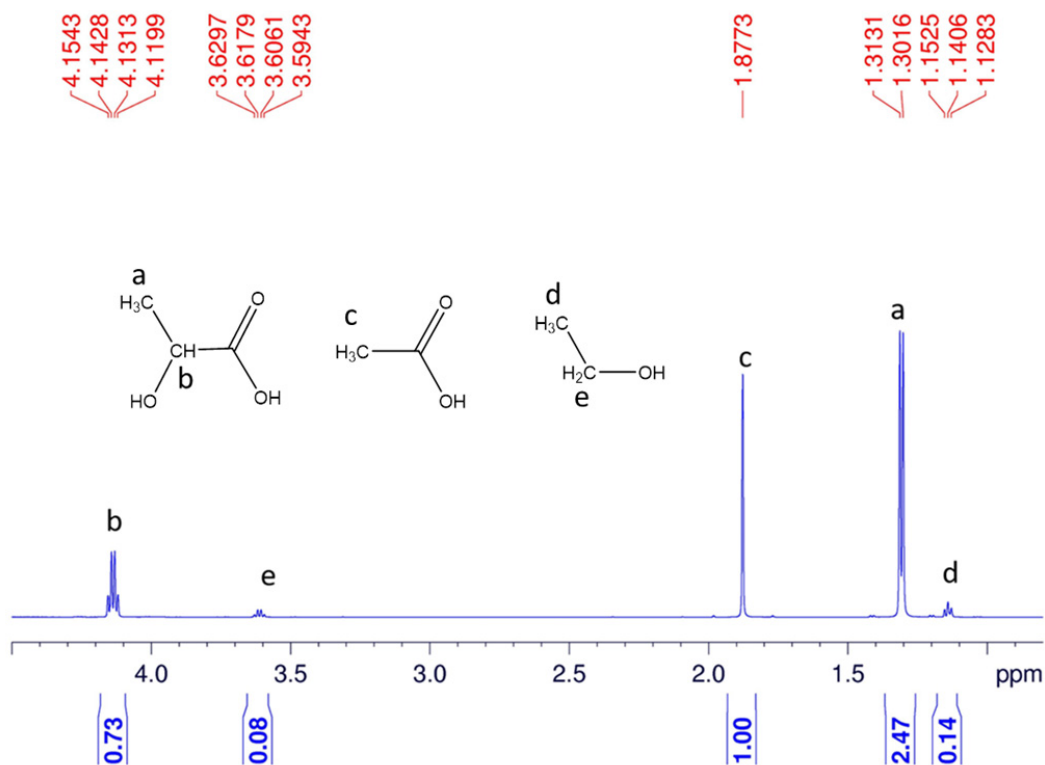 4.1543
4.1428
4.1313
4.1199
3.6297
3.6179
3.6061
3.5943
1.8773
1.3131
1.3016
1.1525
1.1406
1.1283
a
H₃C
O
CH
b
HO
OH
c
H₃C
O
OH
d
H₃C
H₂C
OH
e
a
c
b
e
d
4.0
3.5
3.0
2.5
2.0
1.5
ppm
0.73
0.08
1.00
2.47
0.14